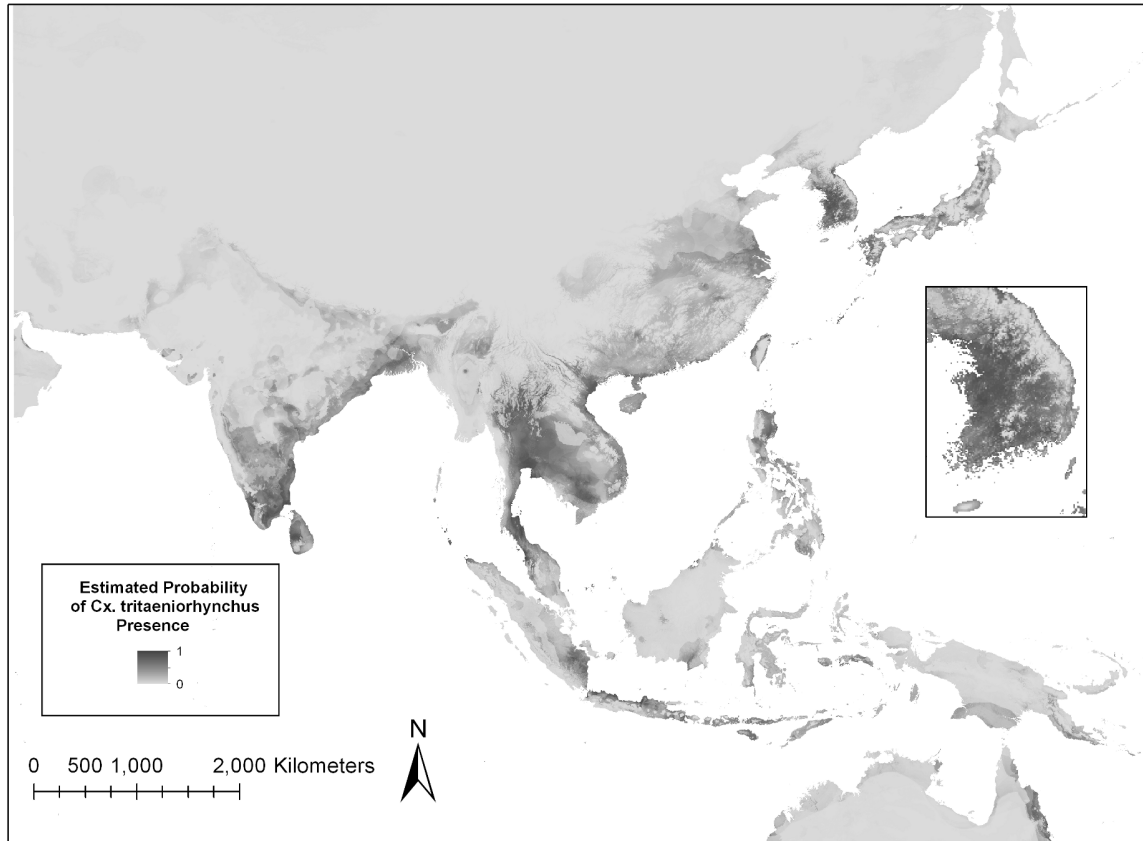 Estimated Probability
of Cx. tritaeniorhynchus
Presence
1
0
N
0 500 1,000 2,000 Kilometers